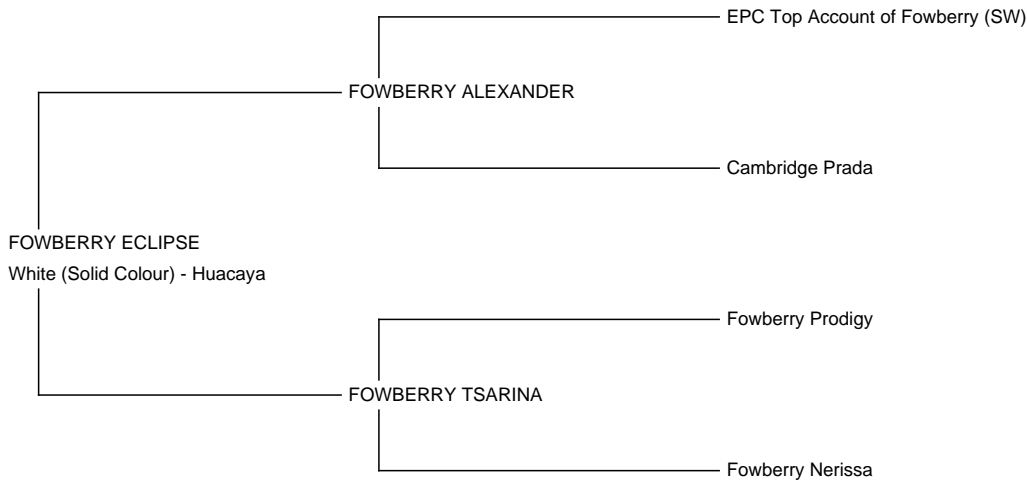 EPC Top Account of Fowberry (SW)
FOWBERRY ALEXANDER
Cambridge Prada
FOWBERRY ECLIPSE
White (Solid Colour) - Huacaya
Fowberry Prodigy
FOWBERRY TSARINA
Fowberry Nerissa